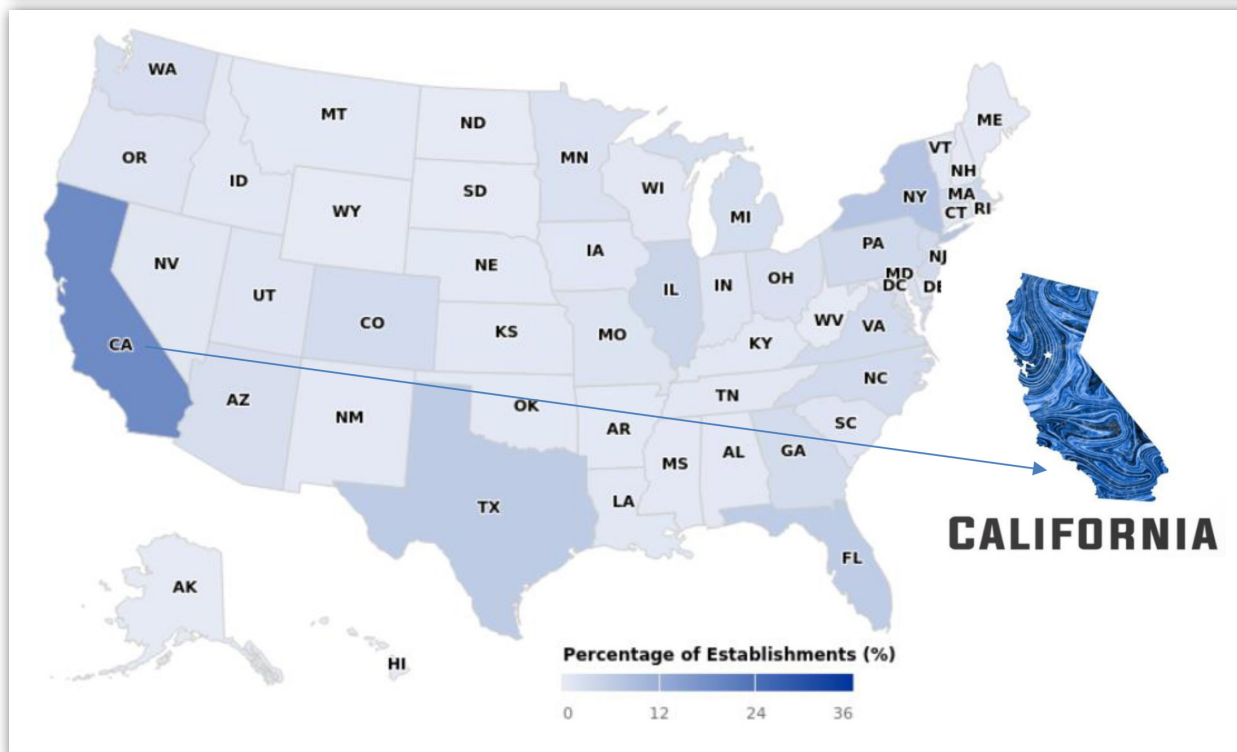 WA
MT
ND
MN
ME
VT
NH
OR
ID
SD
WI
MI
NY
MA
CT
RI
WY
IA
PA
NJ
NV
NE
IL
IN
OH
MD
DC
DE
UT
CO
KS
MO
WV
VA
CA
KY
AZ
NM
OK
TN
NC
AR
SC
MS
AL
GA
LA
TX
FL
AK
HI
CALIFORNIA
Percentage of Establishments (%)
0 12 24 36